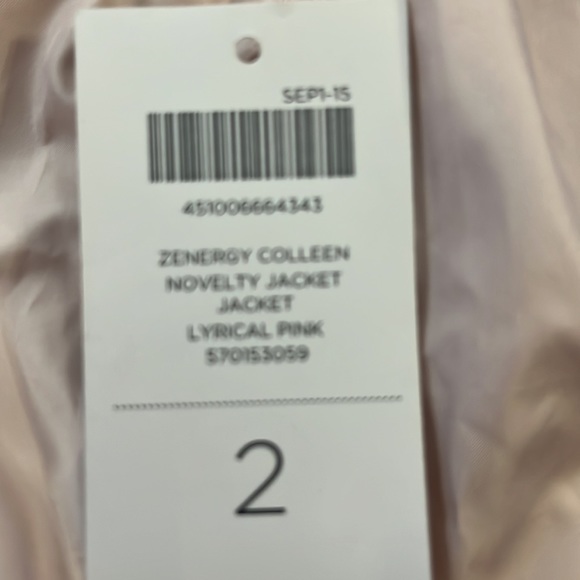 SEP1-15
451006664343
ZENERGY COLLEEN
NOVELTY JACKET
JACKET
LYRICAL PINK
570153059
2